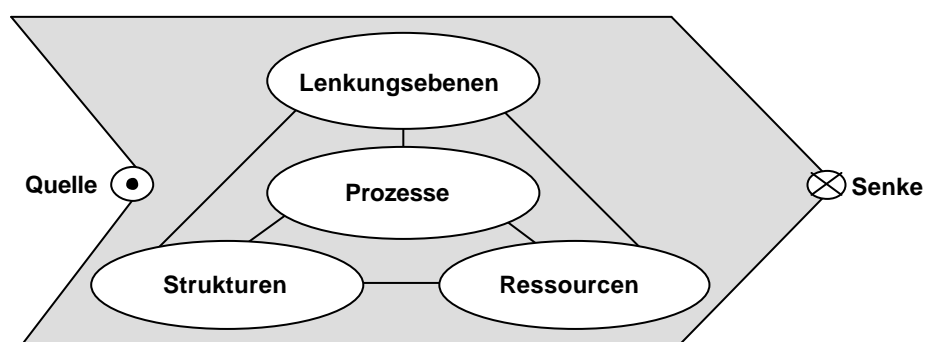 Lenkungsebenen
Quelle
Prozesse
Senke
Strukturen
Ressourcen